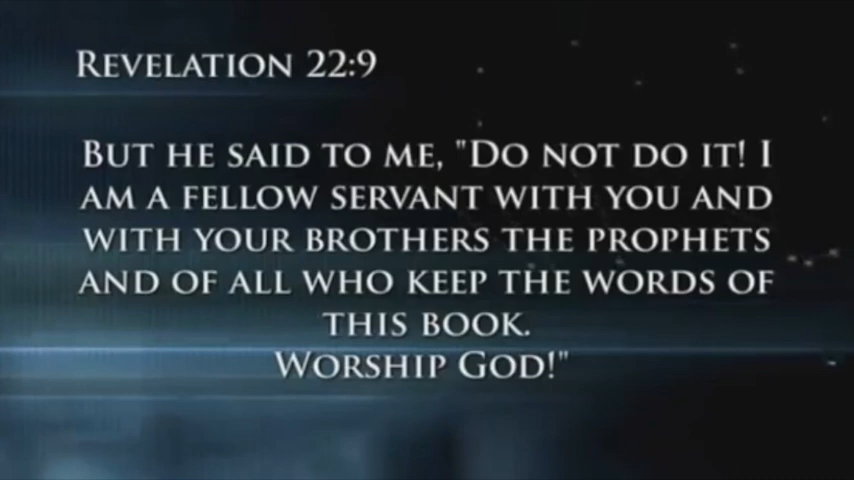 Revelation 22:9
But he said to me, "Do not do it! I
am a fellow servant with you and
with your brothers the prophets
and of all who keep the words of
this book.
Worship God!"